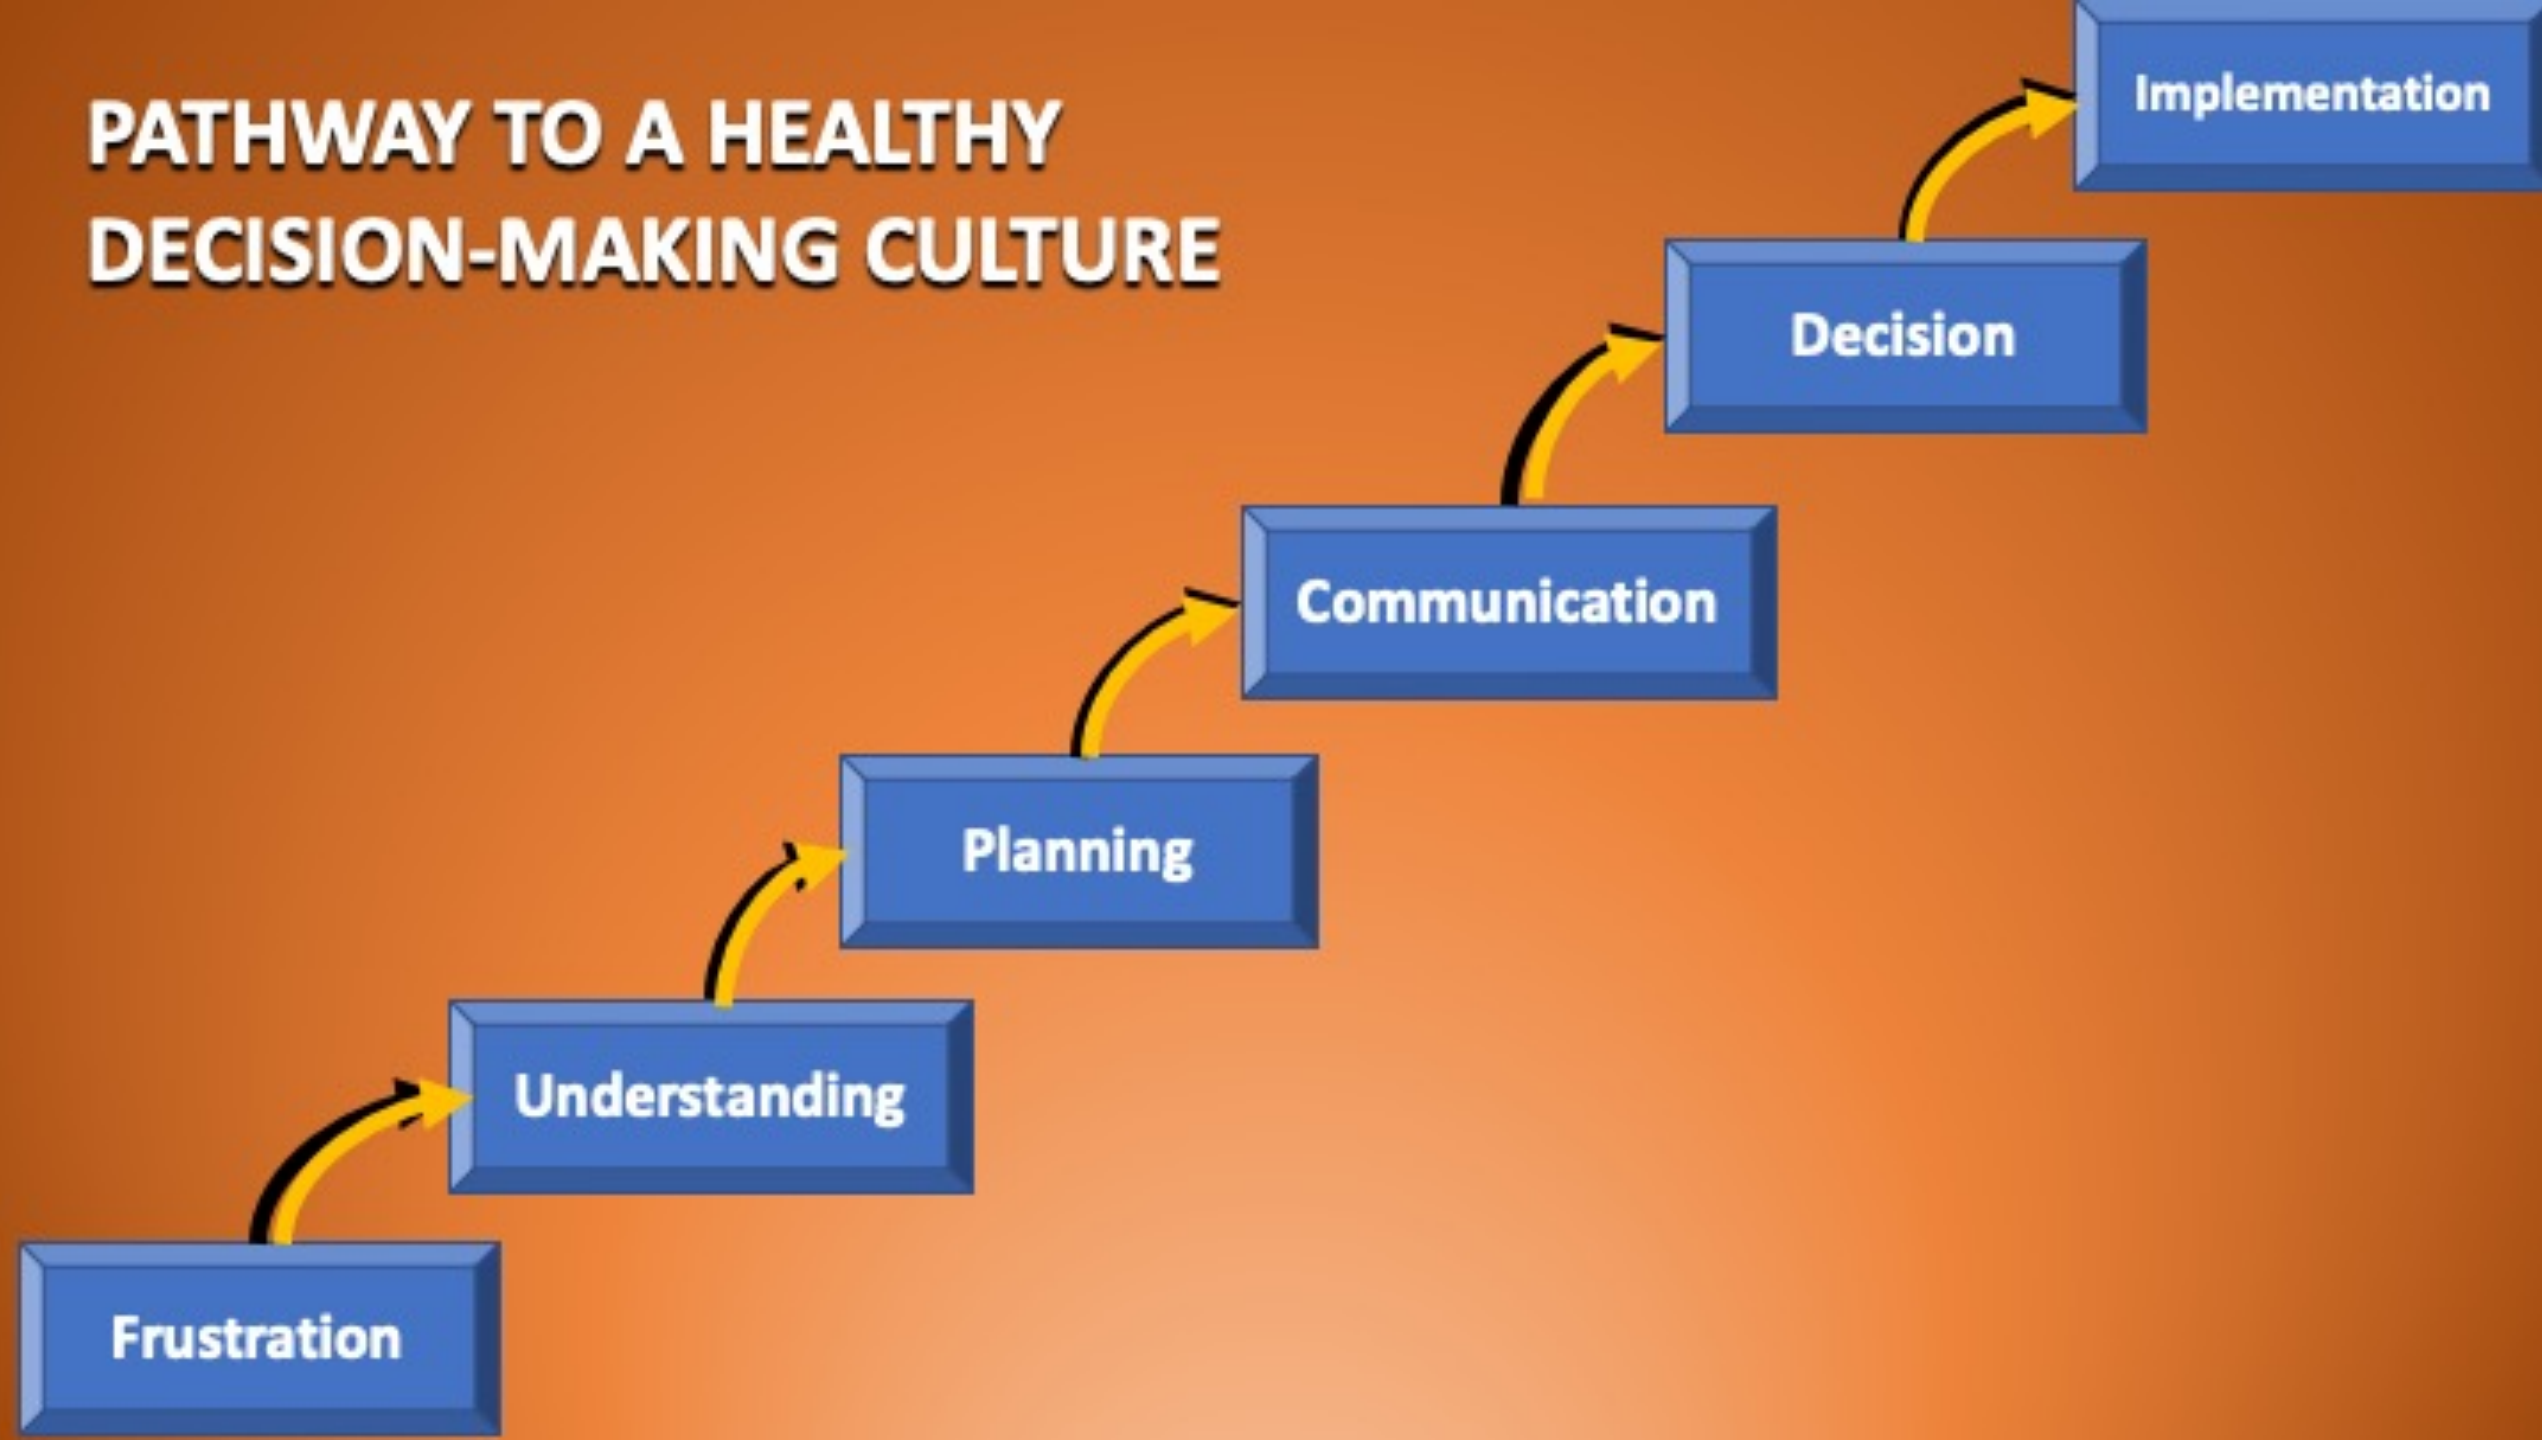 PATHWAY TO A HEALTHY
DECISION-MAKING CULTURE
Implementation
Decision
Communication
Planning
Understanding
Frustration